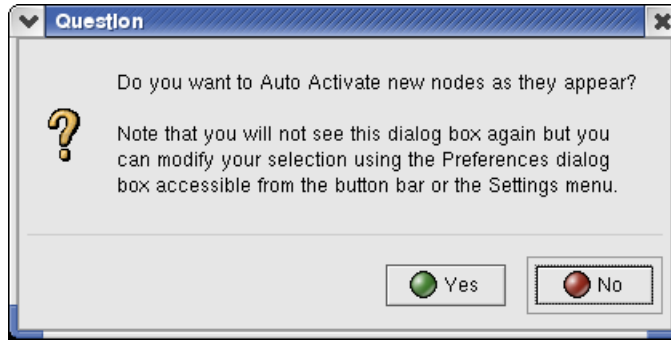 Question
Do you want to Auto Activate new nodes as they appear?
Note that you will not see this dialog box again but you
can modify your selection using the Preferences dialog
box accessible from the button bar or the Settings menu.
Yes
No